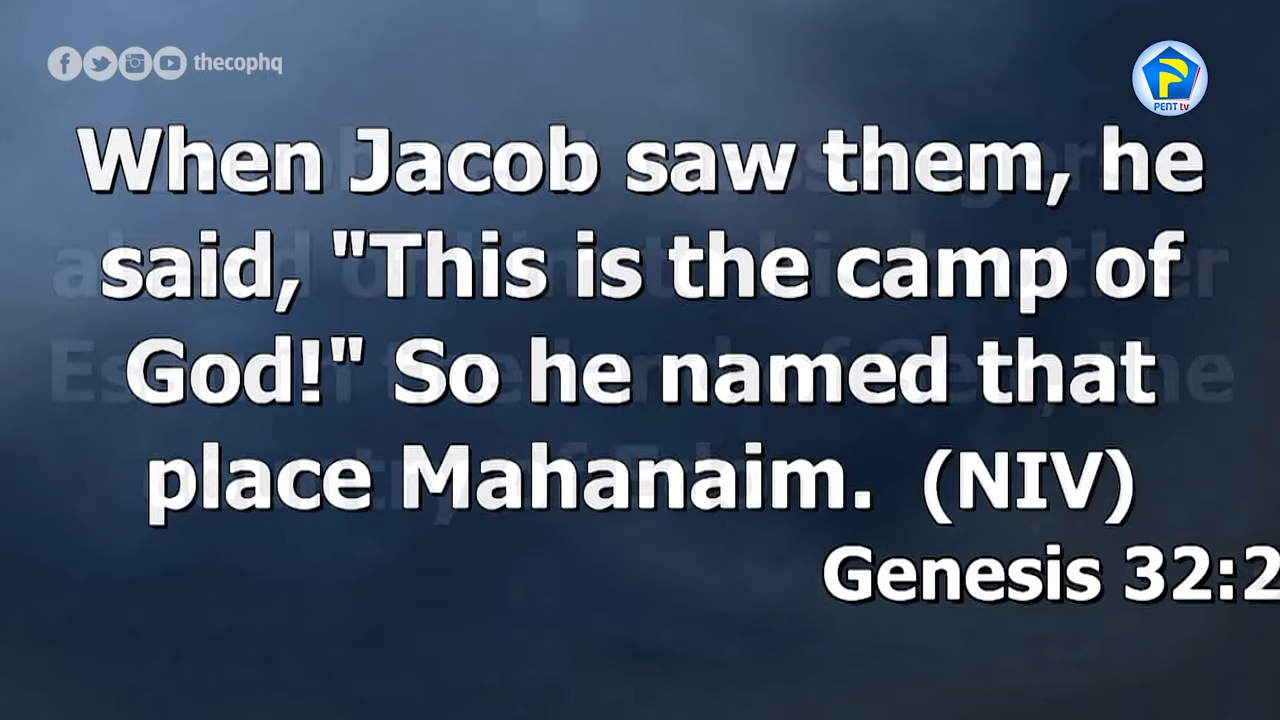 thecophq
PENT tv
When Jacob saw them, he
said, "This is the camp of
God!" So he named that
place Mahanaim. (NIV)
Genesis 32:2